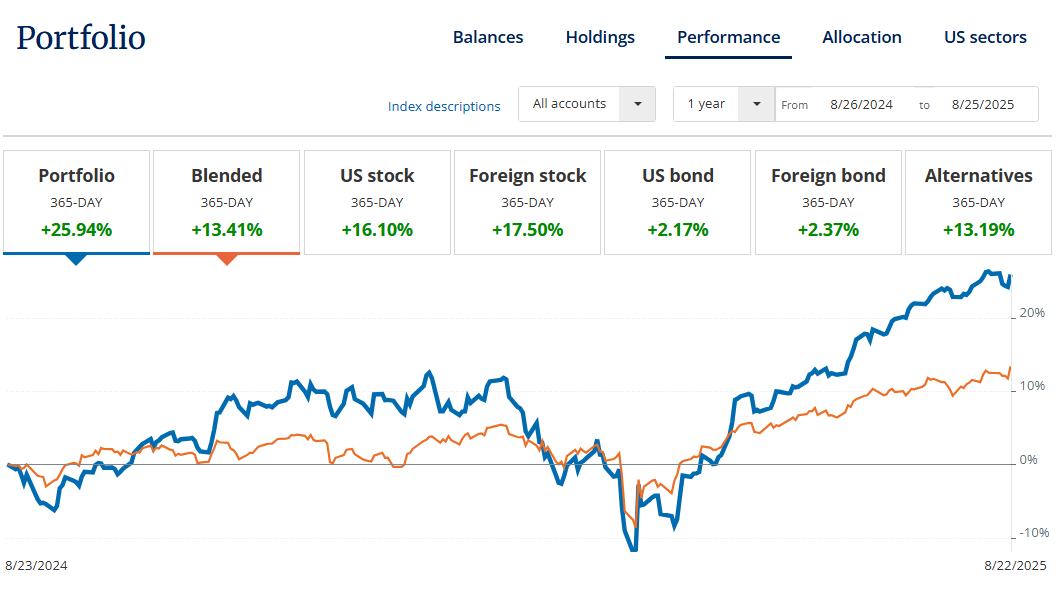 Portfolio
Balances Holdings Performance Allocation US sectors
Index descriptions All accounts 1 year From 8/26/2024 to 8/25/2025
Portfolio Blended US stock Foreign stock US bond Foreign bond Alternatives
365-DAY 365-DAY 365-DAY 365-DAY 365-DAY 365-DAY 365-DAY
+25.94% +13.41% +16.10% +17.50% +2.17% +2.37% +13.19%
20%
10%
0%
-10%
8/23/2024 8/22/2025